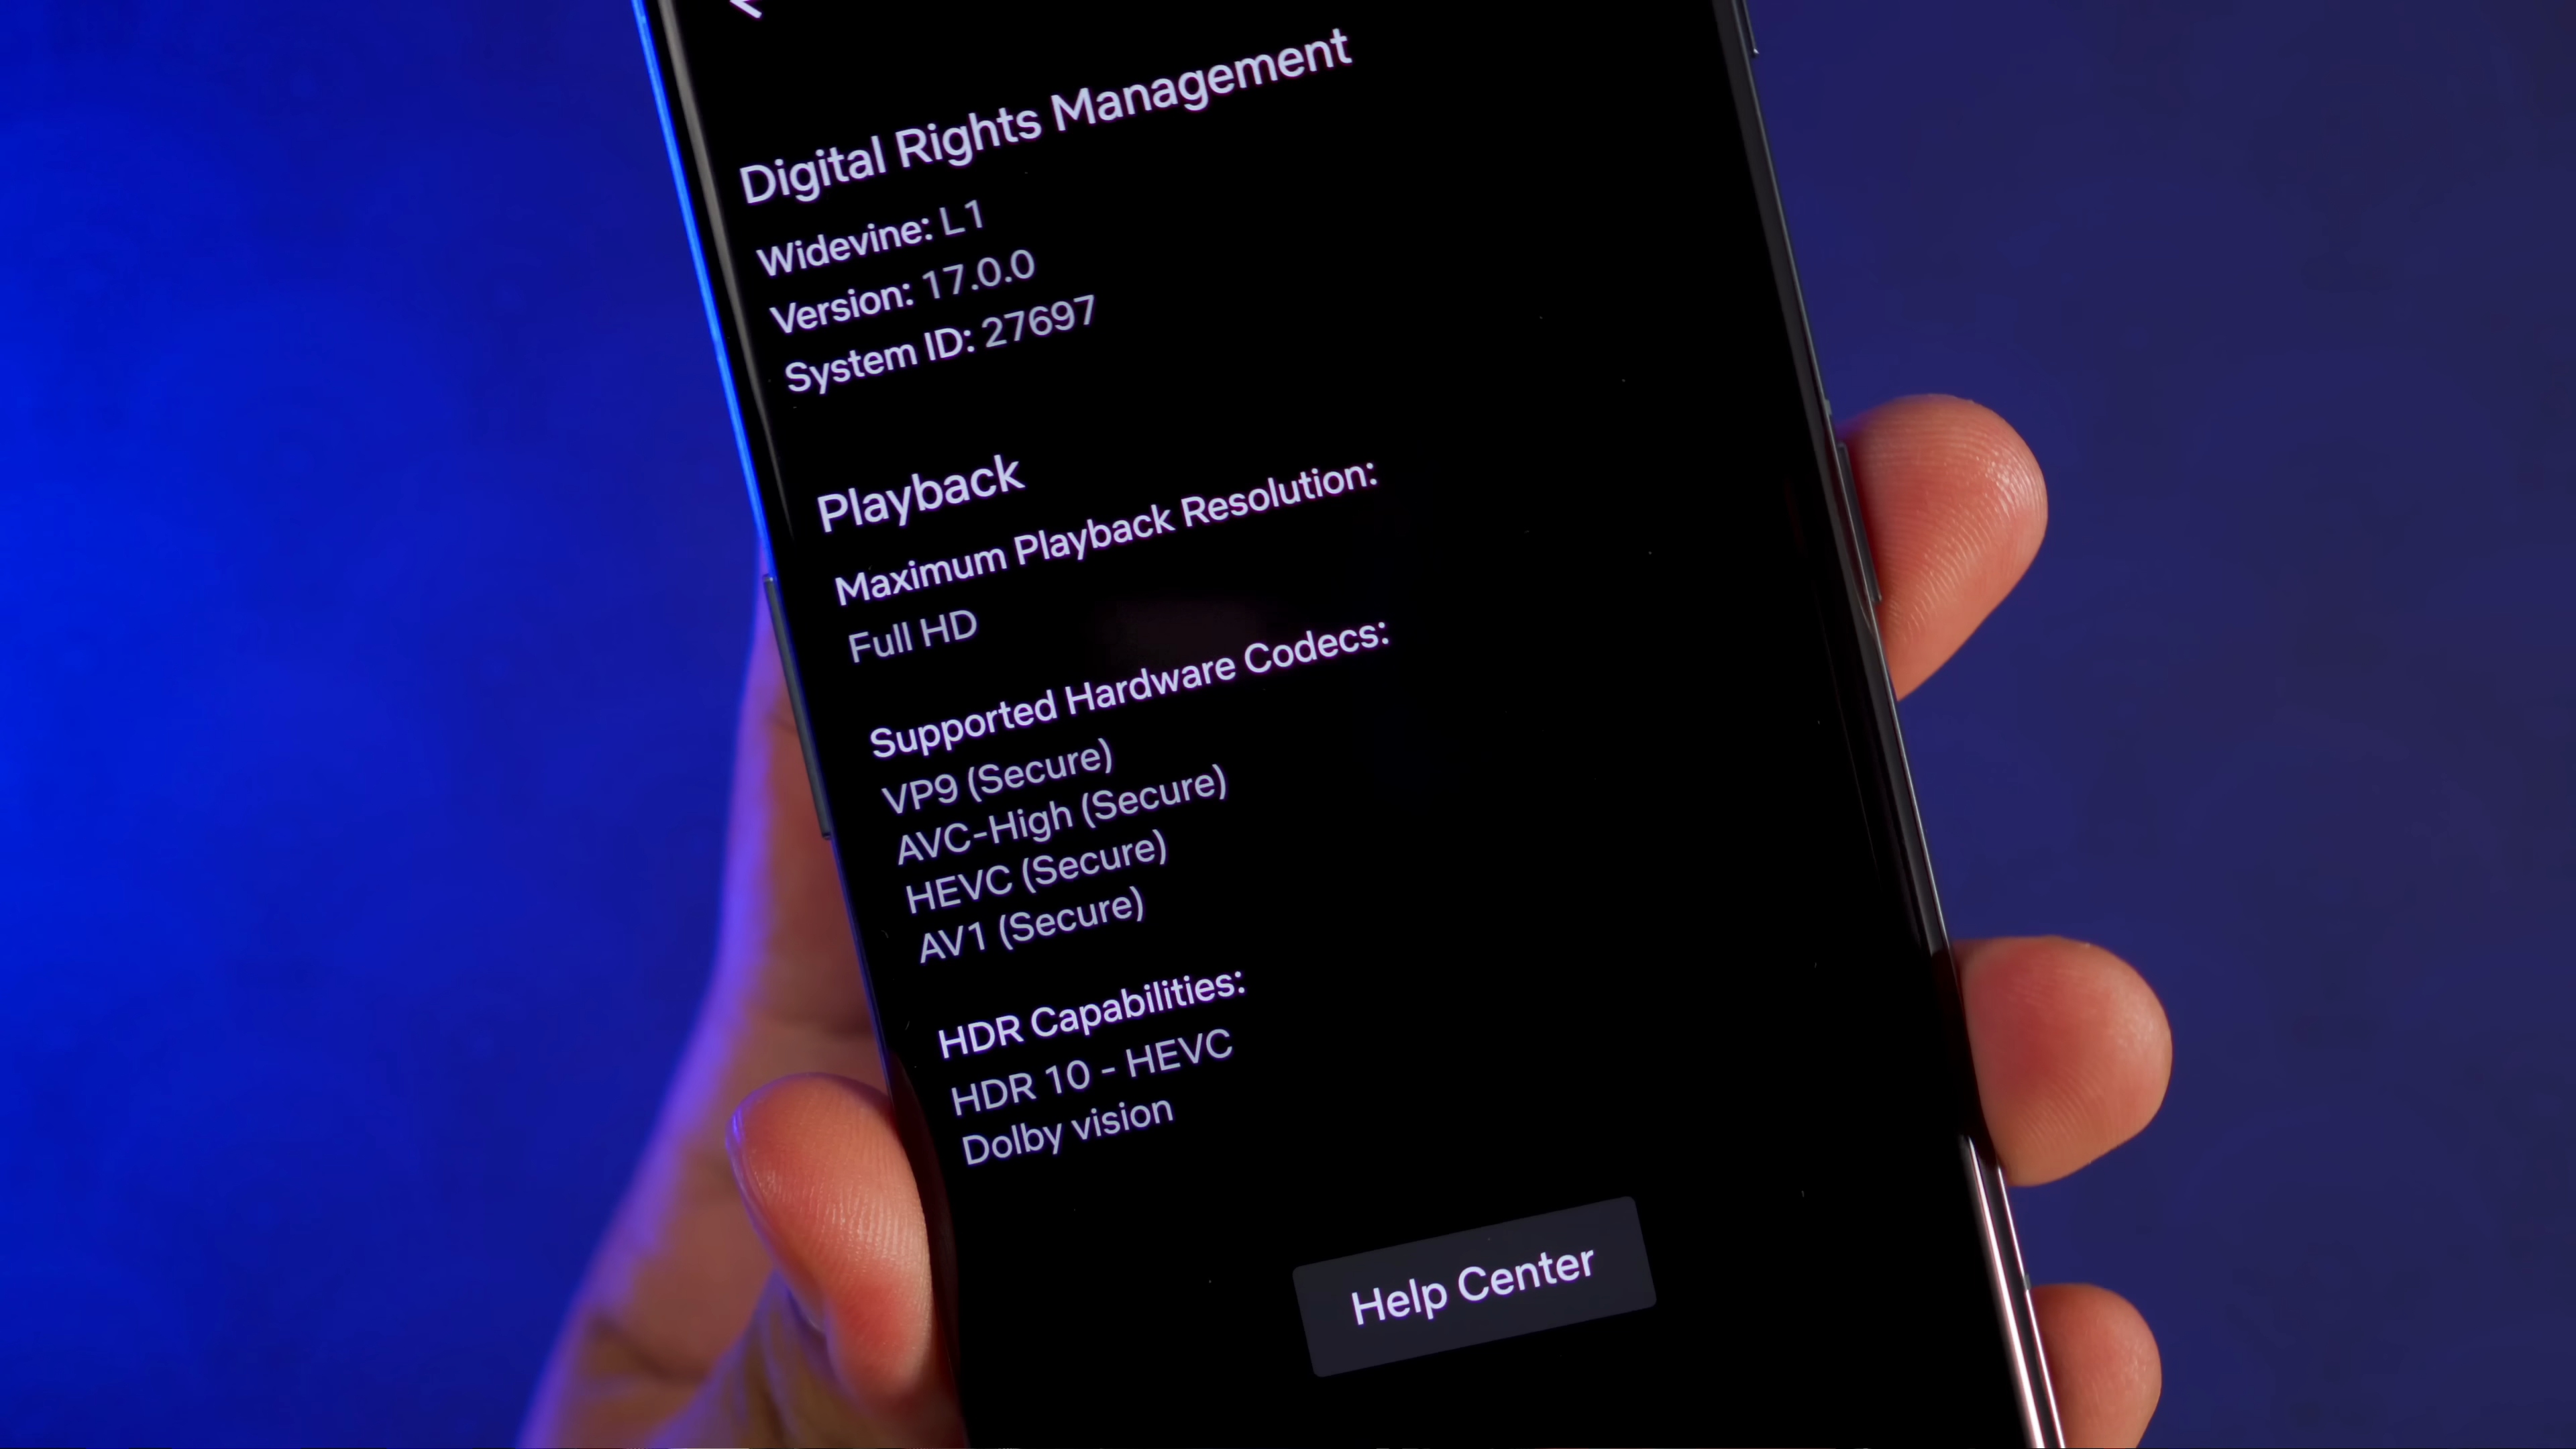 Digital Rights Management
Widevine: L1
Version: 17.0.0
System ID: 27697
Playback
Maximum Playback Resolution:
Full HD
Supported Hardware Codecs:
VP9 (Secure)
AVC-High (Secure)
HEVC (Secure)
AV1 (Secure)
HDR Capabilities:
HDR 10 - HEVC
Dolby vision
Help Center